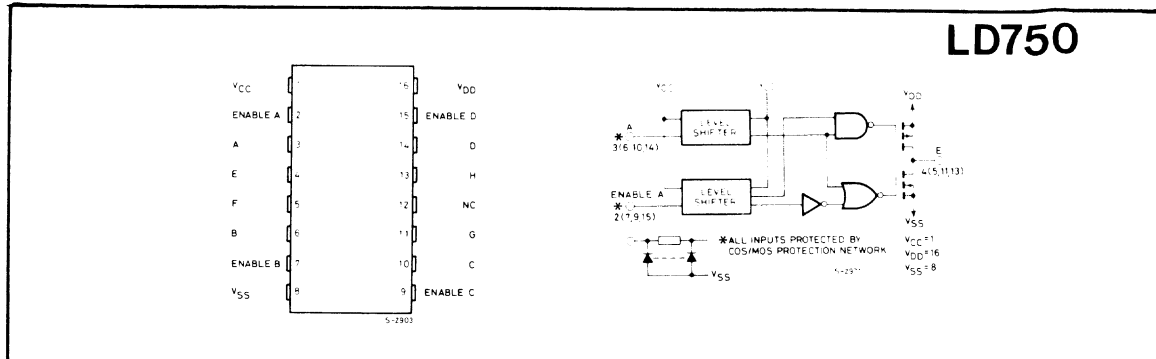 LD750
VCC 1 16 VDD
ENABLE A 2 15 ENABLE D
A 3 14 D
E 4 13 H
F 5 12 NC
B 6 11 G
ENABLE B 7 10 C
VSS 8 9 ENABLE C
S-2903
VCC
VDD
A
LEVEL
SHIFTER
* 3(6,10,14)
E
4(5,11,13)
ENABLE A
LEVEL
SHIFTER
* 2(7,9,15)
VSS
*ALL INPUTS PROTECTED BY
COS/MOS PROTECTION NETWORK
VSS
VCC=1
VDD=16
VSS=8